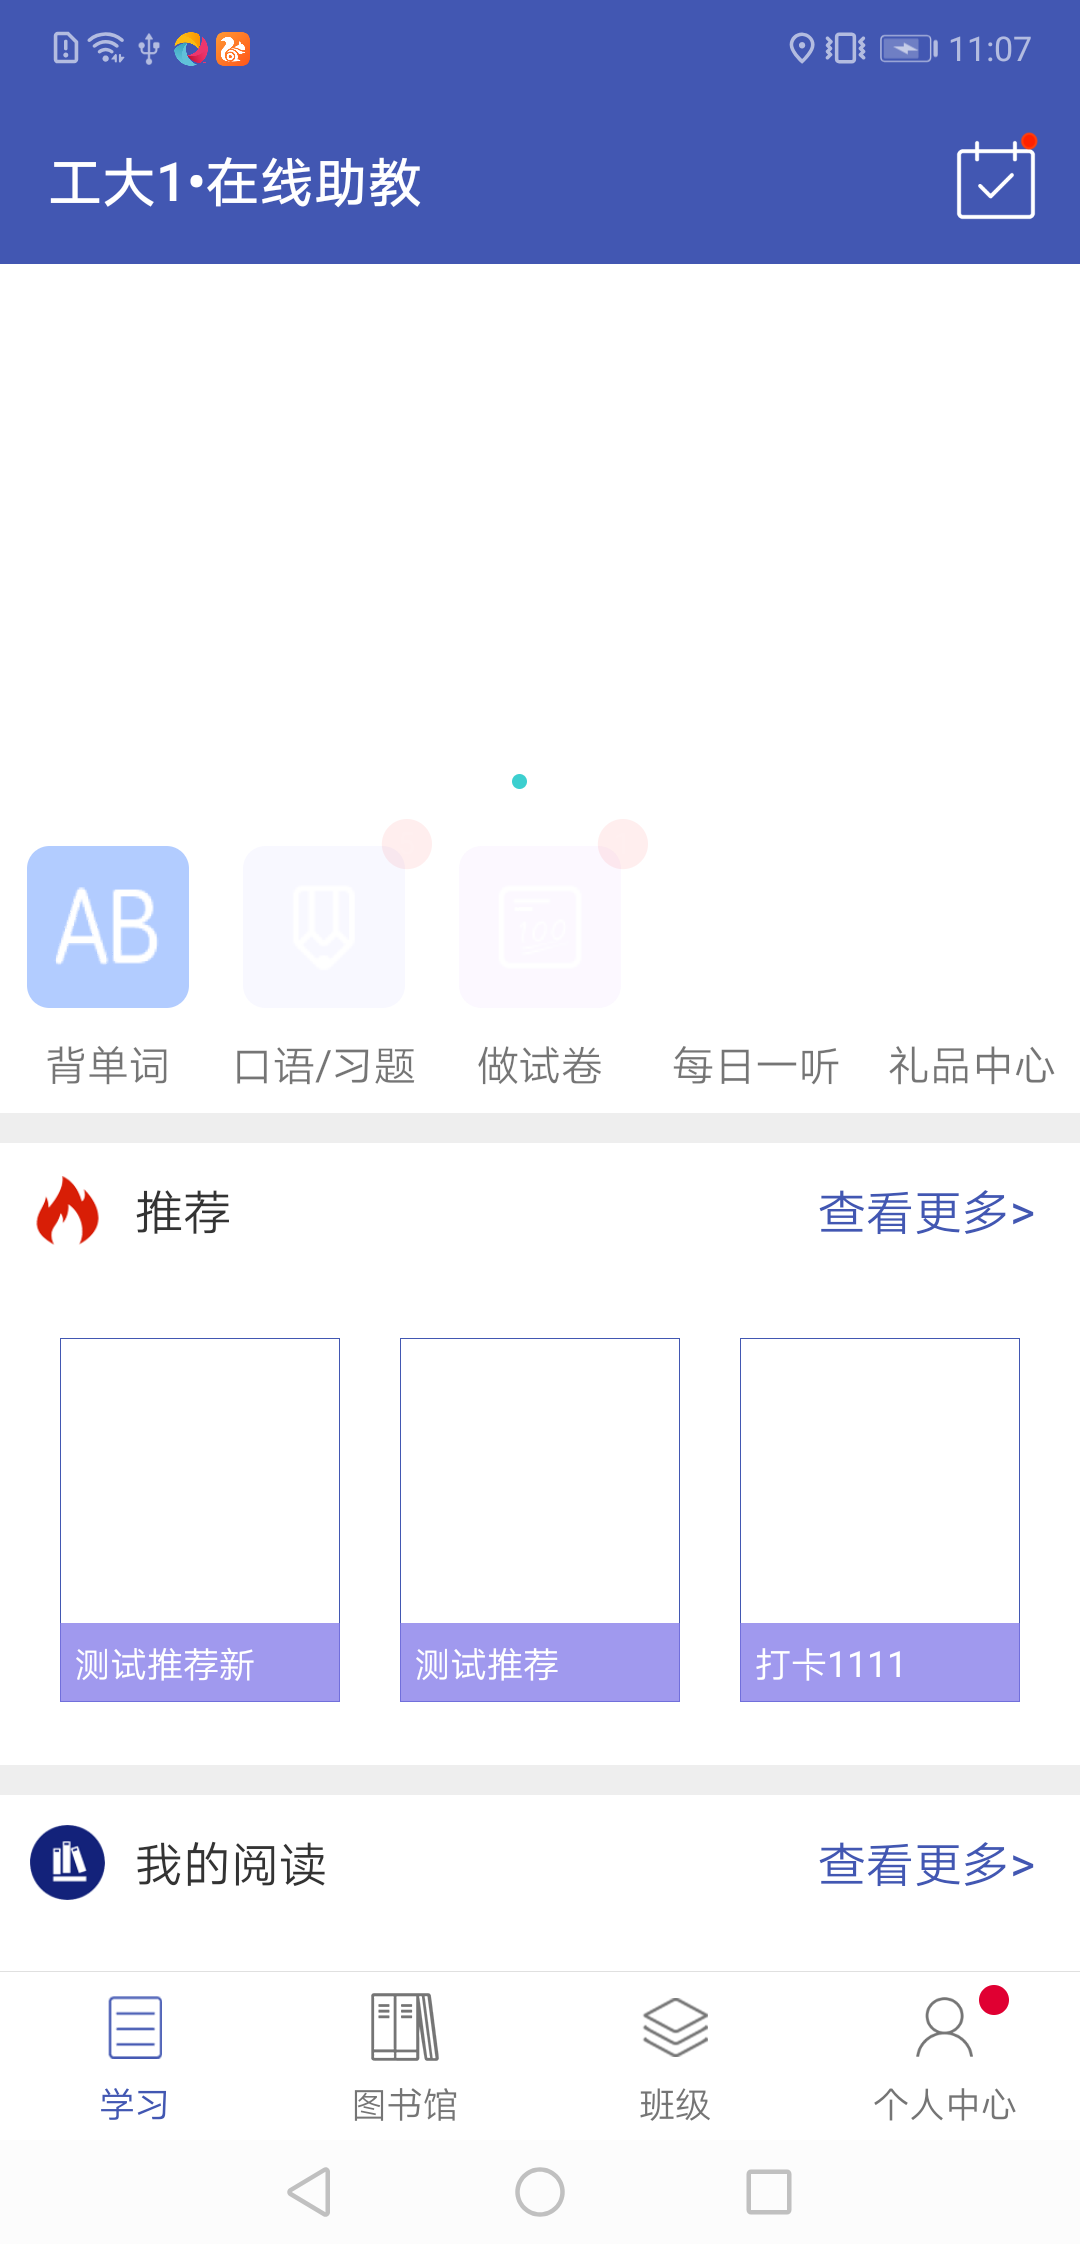 11:07
工大1•在线助教
AB
100
背单词
口语/习题
做试卷
每日一听
礼品中心
推荐
查看更多>
测试推荐新
测试推荐
打卡1111
我的阅读
查看更多>
学习
图书馆
班级
个人中心